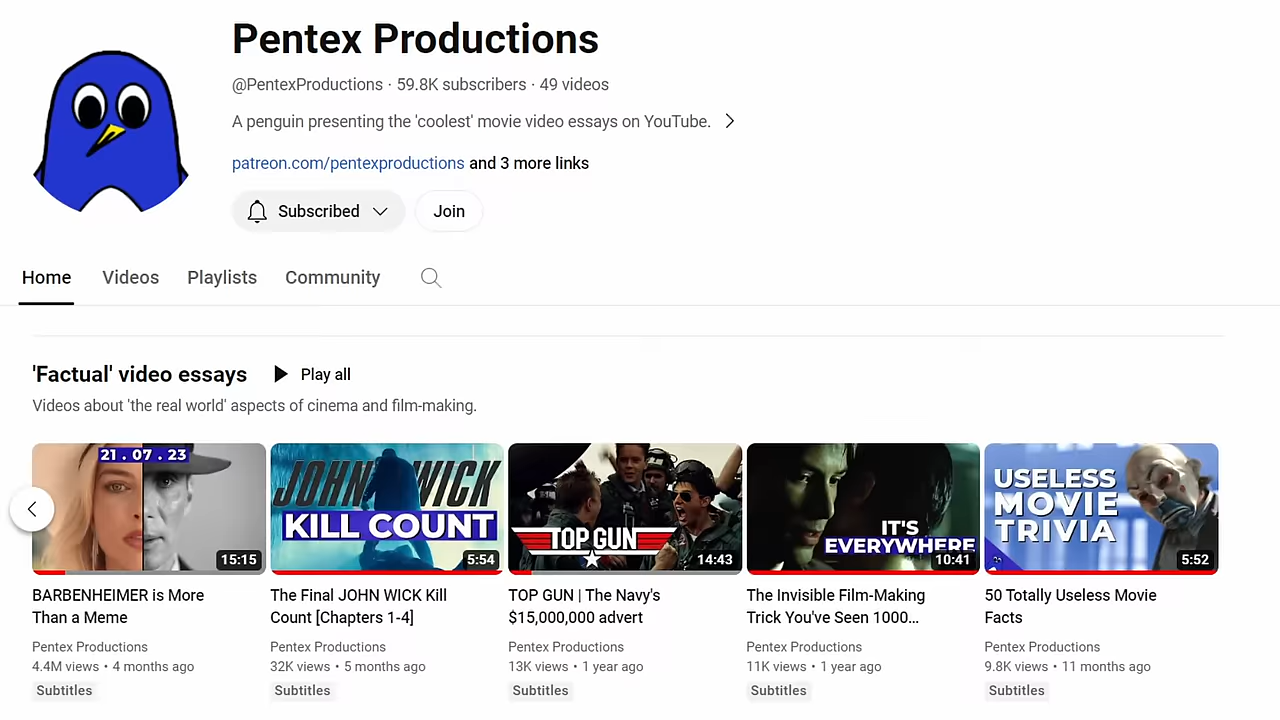 Pentex Productions
@PentexProductions · 59.8K subscribers · 49 videos
A penguin presenting the 'coolest' movie video essays on YouTube.
patreon.com/pentexproductions and 3 more links
Subscribed
Join
Home
Videos
Playlists
Community
'Factual' video essays
Play all
Videos about 'the real world' aspects of cinema and film-making.
21 . 07 . 23
15:15
JOHN WICK
KILL COUNT
5:54
TOP GUN
14:43
IT'S
EVERYWHERE
10:41
USELESS
MOVIE
TRIVIA
5:52
BARBENHEIMER is More
Than a Meme
Pentex Productions
4.4M views • 4 months ago
Subtitles
The Final JOHN WICK Kill
Count [Chapters 1-4]
Pentex Productions
32K views • 5 months ago
Subtitles
TOP GUN | The Navy's
$15,000,000 advert
Pentex Productions
13K views • 1 year ago
Subtitles
The Invisible Film-Making
Trick You've Seen 1000...
Pentex Productions
11K views • 1 year ago
Subtitles
50 Totally Useless Movie
Facts
Pentex Productions
9.8K views • 11 months ago
Subtitles